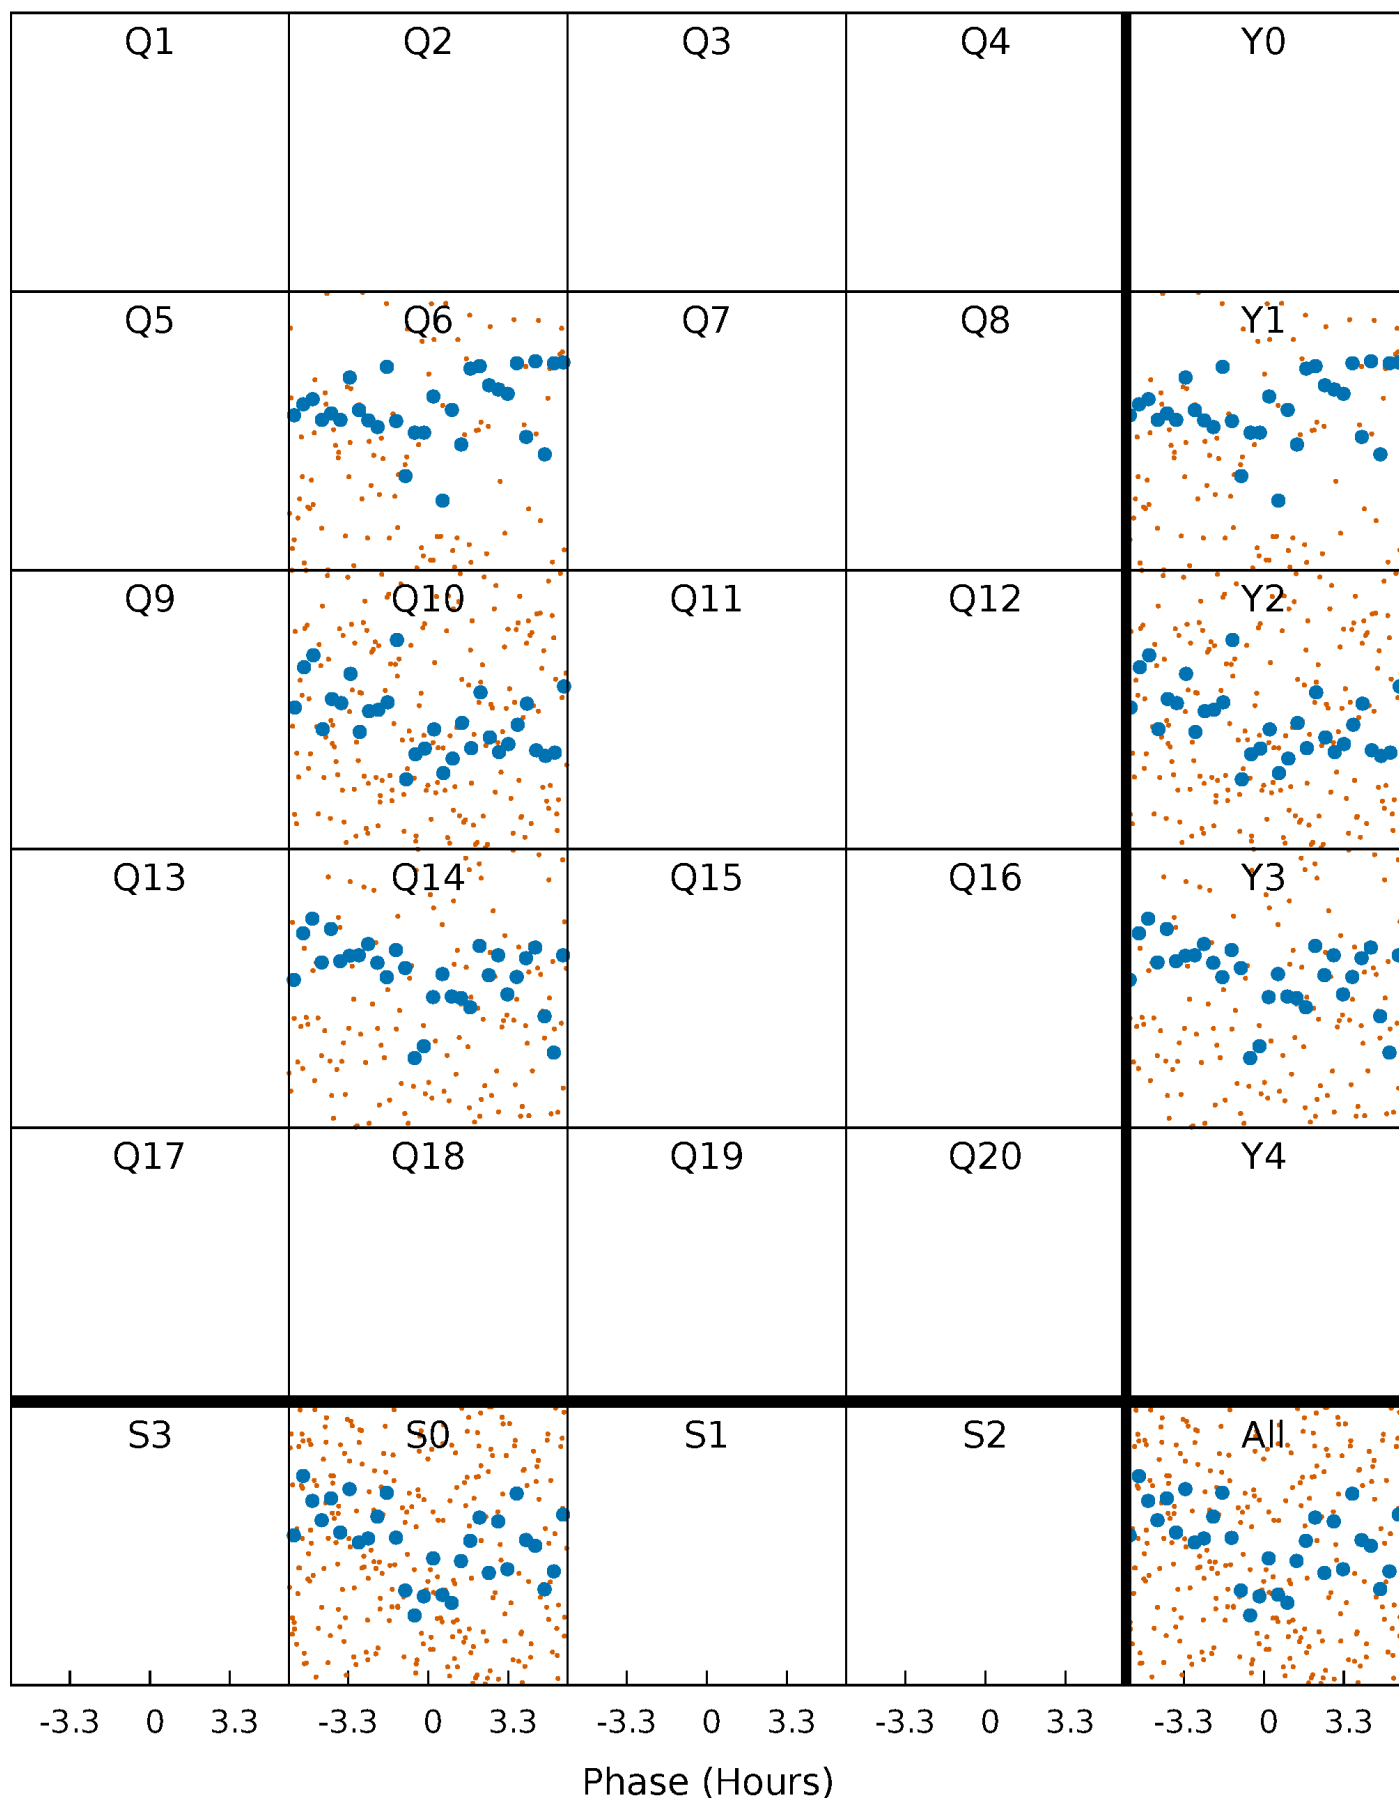 Q1 Q2 Q3 Q4 Y0
Q5 Q6 Q7 Q8 Y1
Q9 Q10 Q11 Q12 Y2
Q13 Q14 Q15 Q16 Y3
Q17 Q18 Q19 Q20 Y4
S3 S0 S1 S2 All
-3.3 0 3.3 -3.3 0 3.3 -3.3 0 3.3 -3.3 0 3.3 -3.3 0 3.3
Phase (Hours)